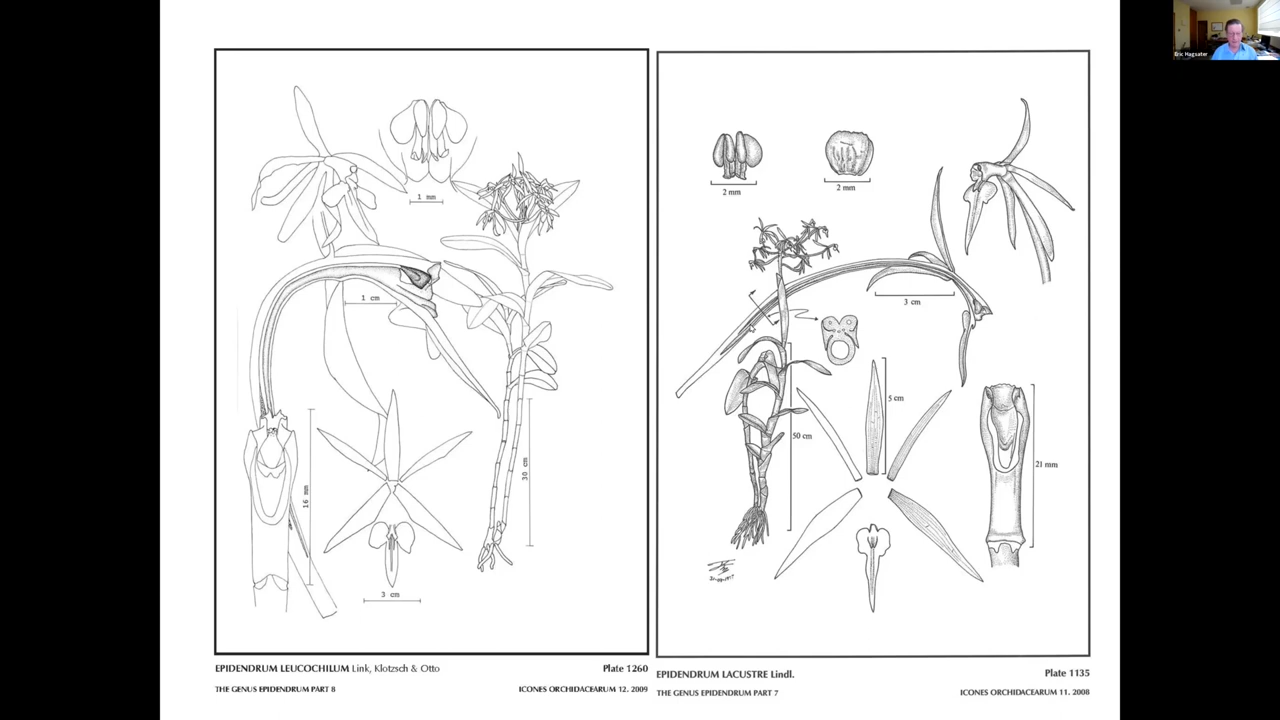 Eric Hagsater
1 mm
1 cm
16 mm
30 cm
3 cm
EPIDENDRUM LEUCOCHILUM Link, Klotzsch & Otto
Plate 1260
THE GENUS EPIDENDRUM PART 8
ICONES ORCHIDACEARUM 12. 2009
2 mm
2 mm
3 cm
5 cm
50 cm
21 mm
EPIDENDRUM LACUSTRE Lindl.
Plate 1135
THE GENUS EPIDENDRUM PART 7
ICONES ORCHIDACEARUM 11. 2008